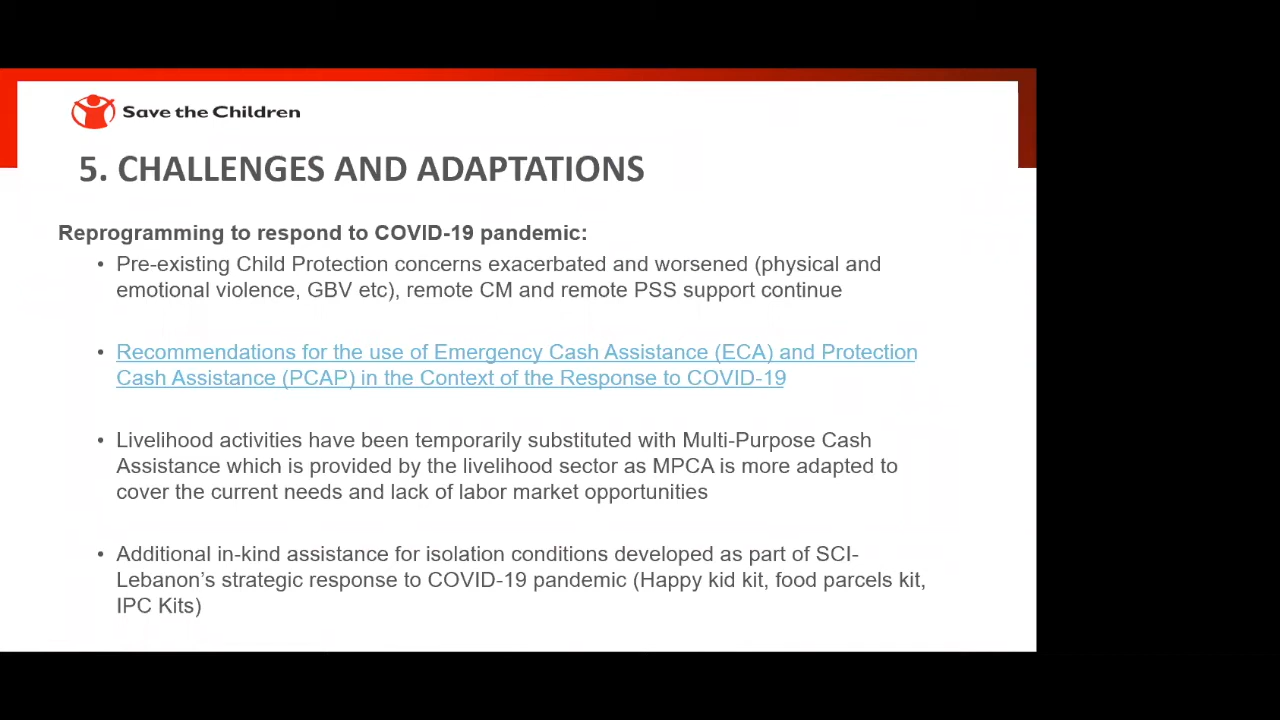 Save the Children
5. CHALLENGES AND ADAPTATIONS
Reprogramming to respond to COVID-19 pandemic:
• Pre-existing Child Protection concerns exacerbated and worsened (physical and
emotional violence, GBV etc), remote CM and remote PSS support continue
• Recommendations for the use of Emergency Cash Assistance (ECA) and Protection
Cash Assistance (PCAP) in the Context of the Response to COVID-19
• Livelihood activities have been temporarily substituted with Multi-Purpose Cash
Assistance which is provided by the livelihood sector as MPCA is more adapted to
cover the current needs and lack of labor market opportunities
• Additional in-kind assistance for isolation conditions developed as part of SCI-
Lebanon’s strategic response to COVID-19 pandemic (Happy kid kit, food parcels kit,
IPC Kits)